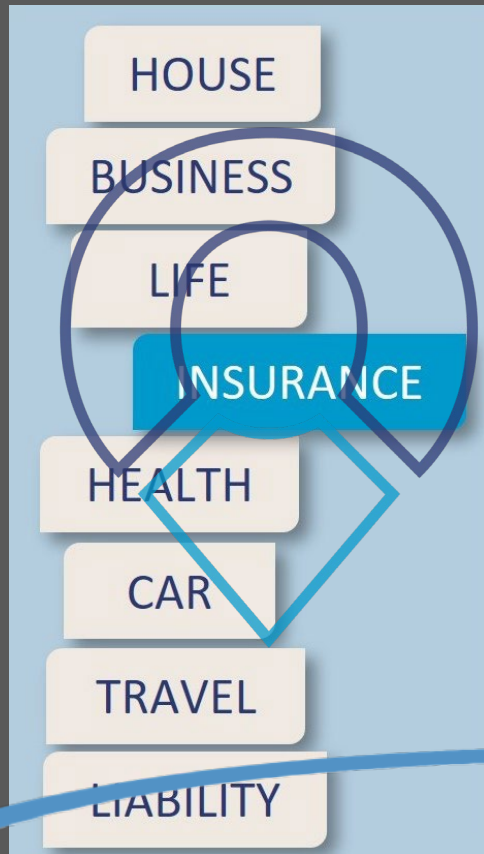 HOUSE
BUSINESS
LIFE
INSURANCE
HEALTH
CAR
TRAVEL
LIABILITY